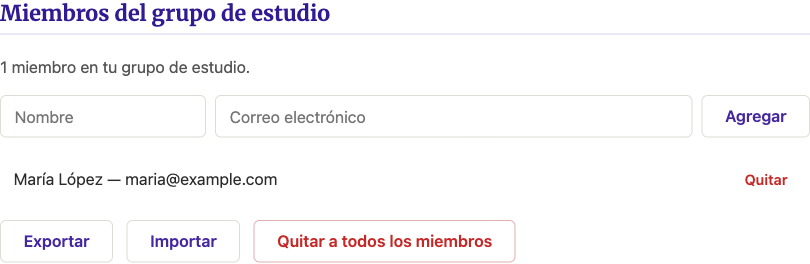 Miembros del grupo de estudio
1 miembro en tu grupo de estudio.
Nombre Correo electrónico Agregar
María López — maria@example.com Quitar
Exportar Importar Quitar a todos los miembros